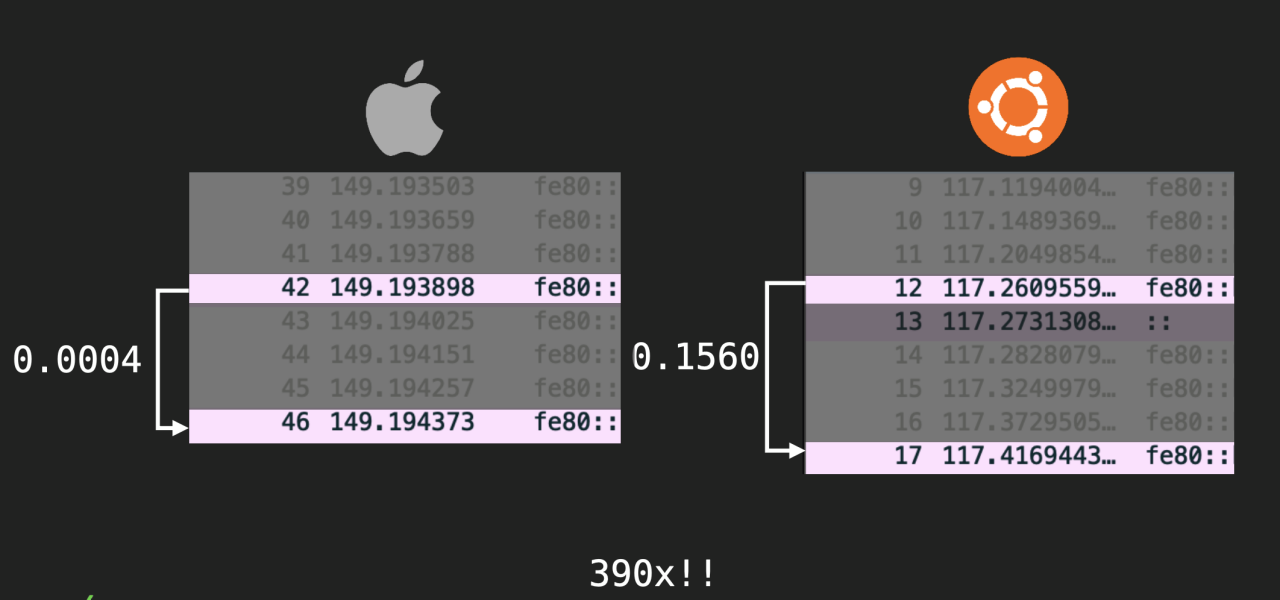 39 149.193503 fe80::
40 149.193659 fe80::
41 149.193788 fe80::
42 149.193898 fe80::
43 149.194025 fe80::
44 149.194151 fe80::
45 149.194257 fe80::
46 149.194373 fe80::
0.0004
9 117.1194004… fe80::
10 117.1489369… fe80::
11 117.2049854… fe80::
12 117.2609559… fe80::
13 117.2731308… ::
14 117.2828079… fe80::
15 117.3249979… fe80::
16 117.3729505… fe80::
17 117.4169443… fe80::
0.1560
390x!!